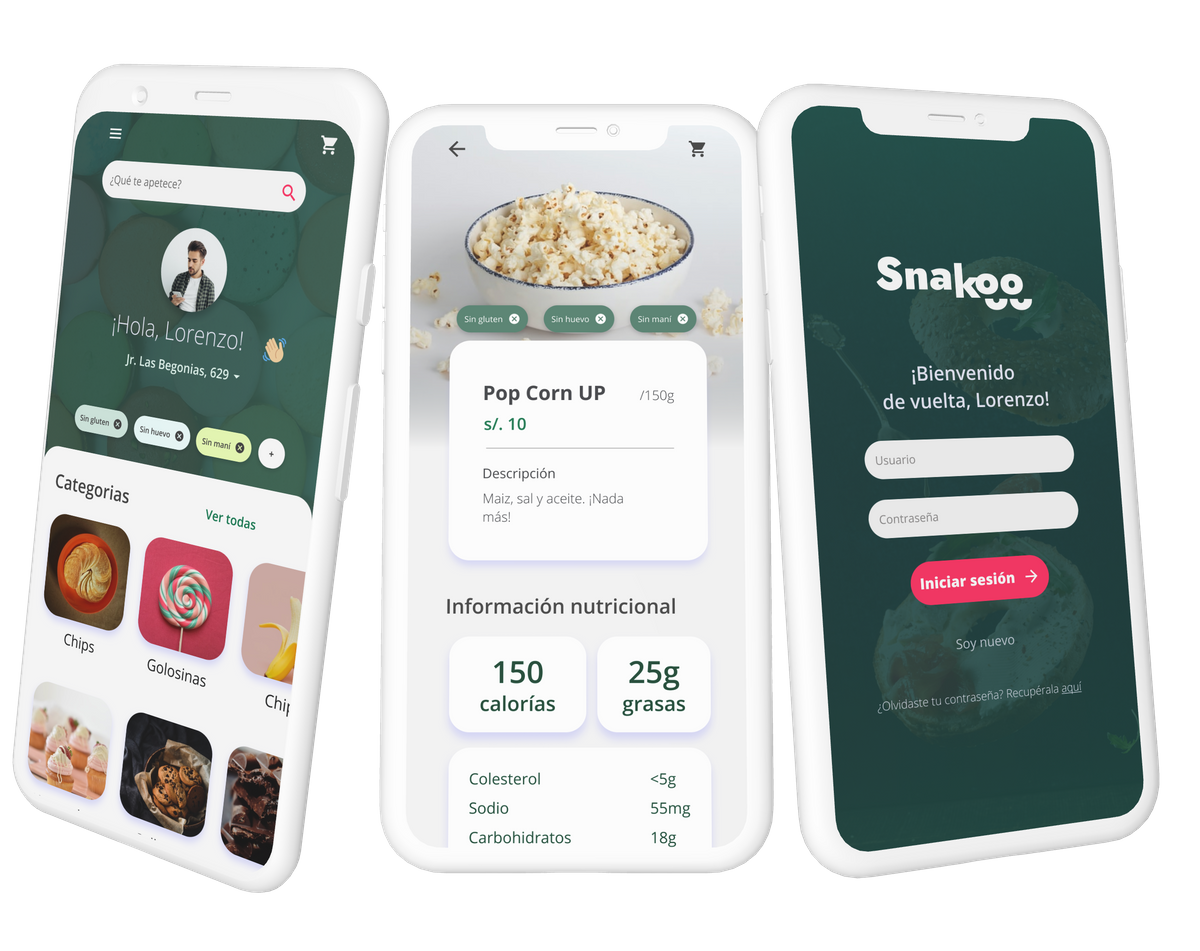 ¿Qué te apetece?
¡Hola, Lorenzo!
Jr. Las Begonias, 629
Sin gluten
Sin huevo
Sin maní
+
Categorias
Ver todas
Chips
Golosinas
Chip
Sin gluten
Sin huevo
Sin maní
Pop Corn UP /150g
s/. 10
Descripción
Maiz, sal y aceite. ¡Nada
más!
Información nutricional
150
calorías
25g
grasas
Colesterol <5g
Sodio 55mg
Carbohidratos 18g
Snakoo
¡Bienvenido
de vuelta, Lorenzo!
Usuario
Contraseña
Iniciar sesión
Soy nuevo
¿Olvidaste tu contraseña? Recupérala aquí